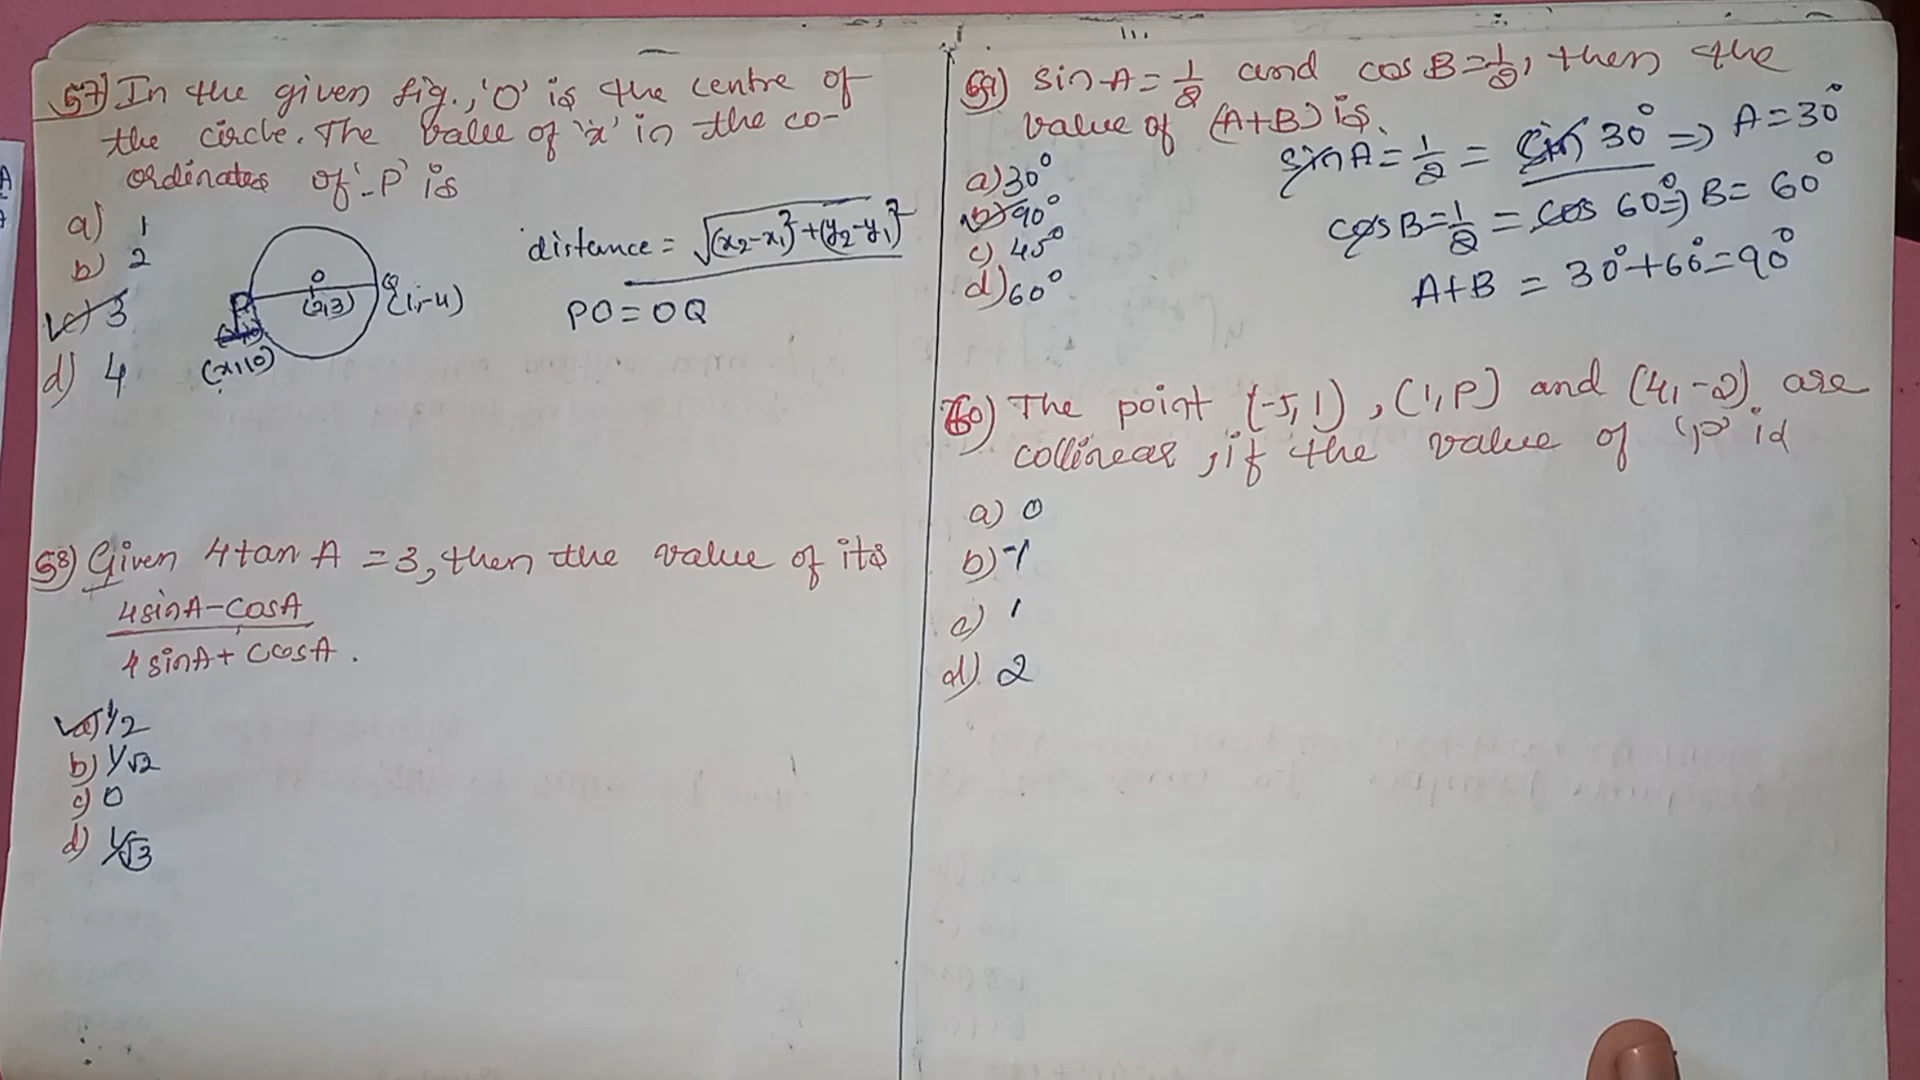 57) In the given fig., 'O' is the centre of
the circle. The value of 'x' in the co-
ordinates of '-P' is
a) 1
b) 2
c) 3
d) 4
O
(2,3)
Q(1,-4)
P
(x,10)
distance = √(x₂-x₁)²+(y₂-y₁)²
PO = OQ
58) Given 4tan A = 3, then the value of its
4sinA-CosA
4sinA+ CcosA.
a) 1/2
b) 1/√2
c) 0
d) 1/√3
59) sin A = 1/2 and cos B = 1/2, then the
value of (A+B) is.
a) 30°
b) 90°
c) 45°
d) 60°
sinA = 1/2 = sin 30° ⇒ A = 30°
cosB = 1/2 = cos 60° ⇒ B = 60°
A+B = 30°+60°=90°
60) The point (-5,1), (1,P) and (4,-2) are
collinear, if the value of 'P' id
a) 0
b) -1
c) 1
d) 2